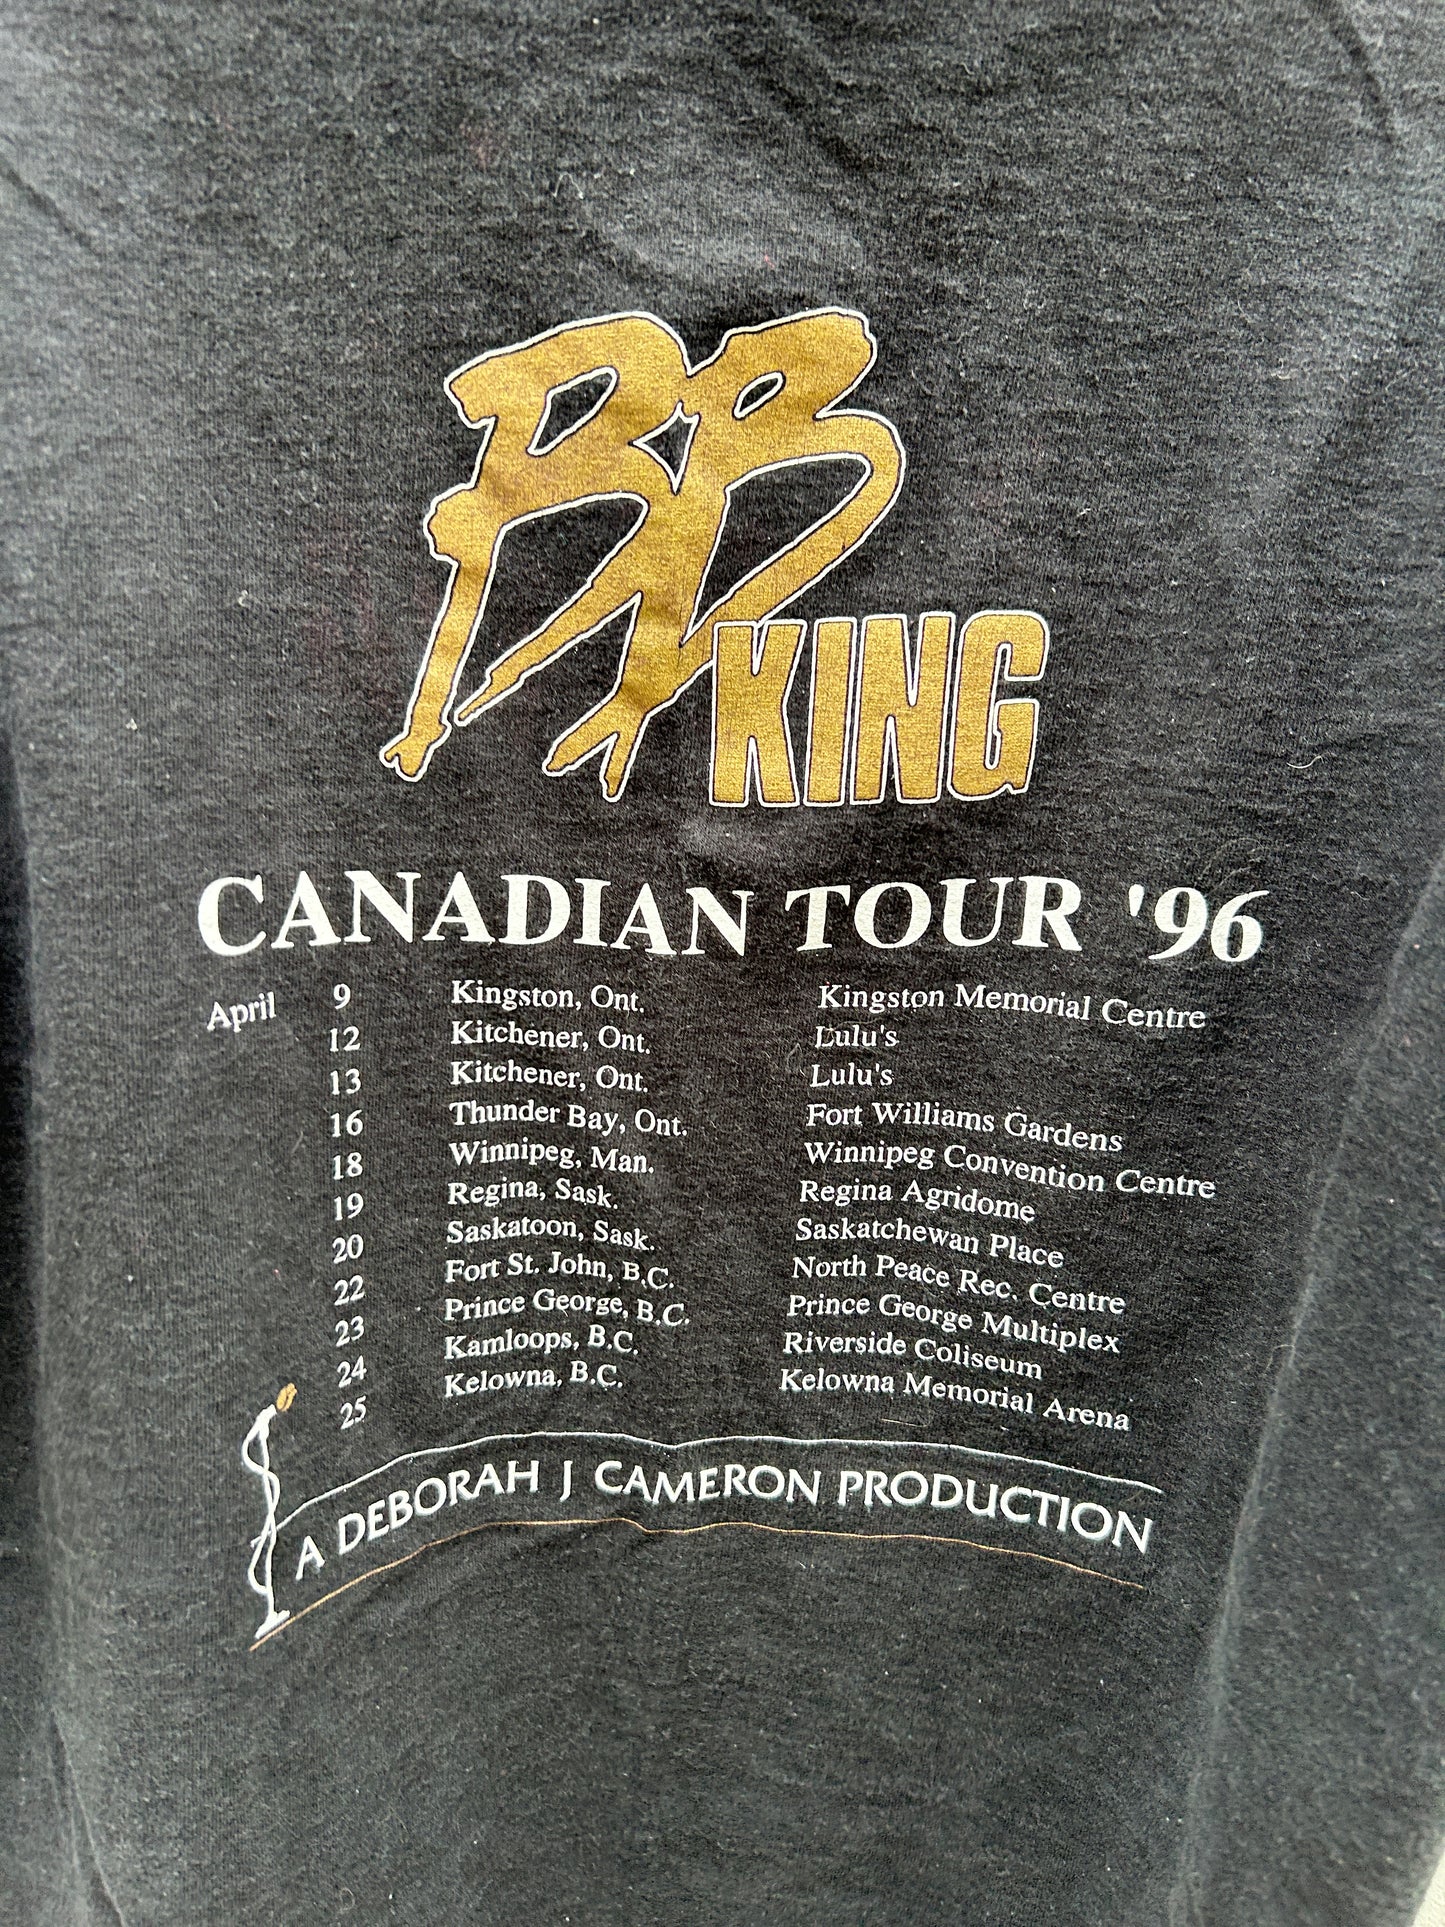 BB KING
CANADIAN TOUR '96
April 9 Kingston, Ont. Kingston Memorial Centre
12 Kitchener, Ont. Lulu's
13 Kitchener, Ont. Lulu's
16 Thunder Bay, Ont. Fort Williams Gardens
18 Winnipeg, Man. Winnipeg Convention Centre
19 Regina, Sask. Regina Agridome
20 Saskatoon, Sask. Saskatchewan Place
22 Fort St. John, B.C. North Peace Rec. Centre
23 Prince George, B.C. Prince George Multiplex
24 Kamloops, B.C. Riverside Coliseum
25 Kelowna, B.C. Kelowna Memorial Arena
A DEBORAH J CAMERON PRODUCTION